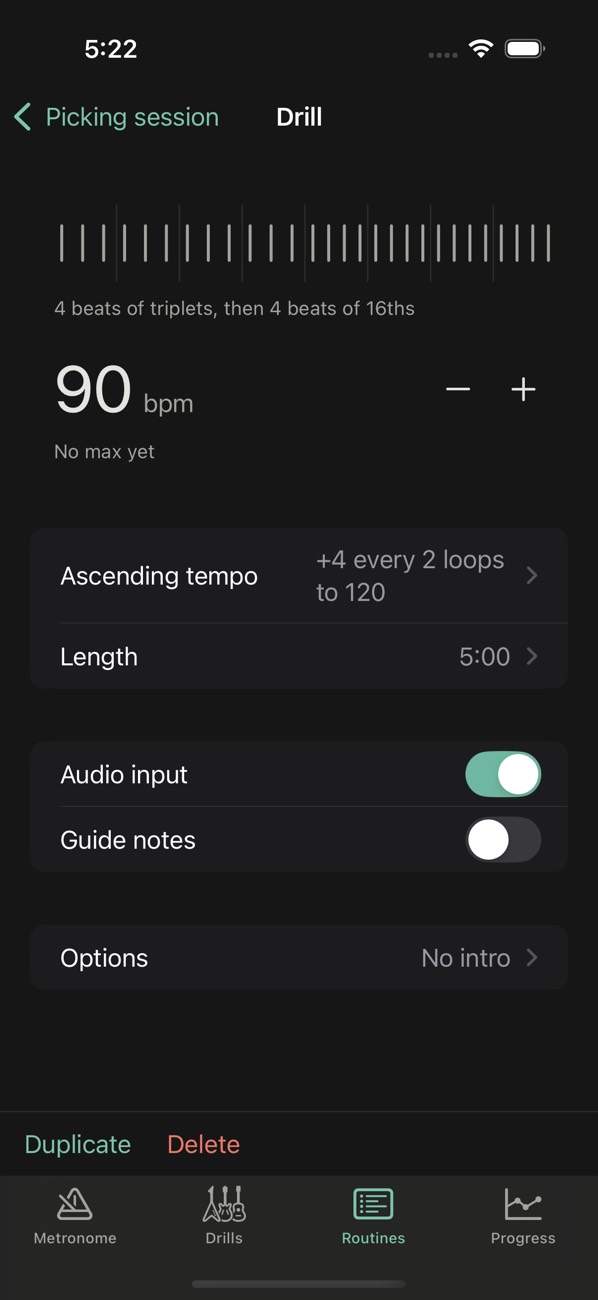 5:22
Picking session
Drill
4 beats of triplets, then 4 beats of 16ths
90 bpm
No max yet
Ascending tempo
+4 every 2 loops
to 120
Length
5:00
Audio input
Guide notes
Options
No intro
Duplicate
Delete
Metronome
Drills
Routines
Progress